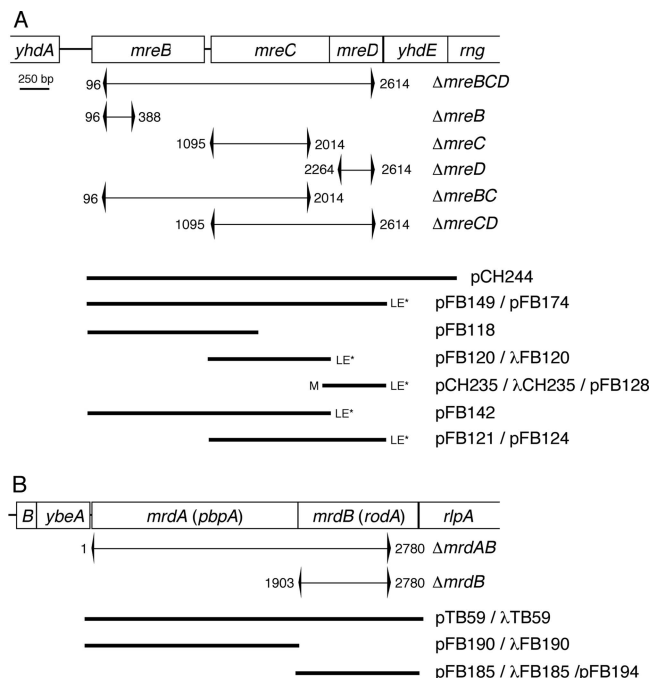 A
yhdA mreB mreC mreD yhdE rng
250 bp
96 2614 ΔmreBCD
96 388 ΔmreB
1095 2014 ΔmreC
2264 2614 ΔmreD
96 2014 ΔmreBC
1095 2614 ΔmreCD
pCH244
LE* pFB149 / pFB174
pFB118
LE* pFB120 / λFB120
M LE* pCH235 / λCH235 / pFB128
LE* pFB142
LE* pFB121 / pFB124
B
B ybeA mrdA (pbpA) mrdB (rodA) rlpA
1 2780 ΔmrdAB
1903 2780 ΔmrdB
pTB59 / λTB59
pFB190 / λFB190
pFB185 / λFB185 /pFB194